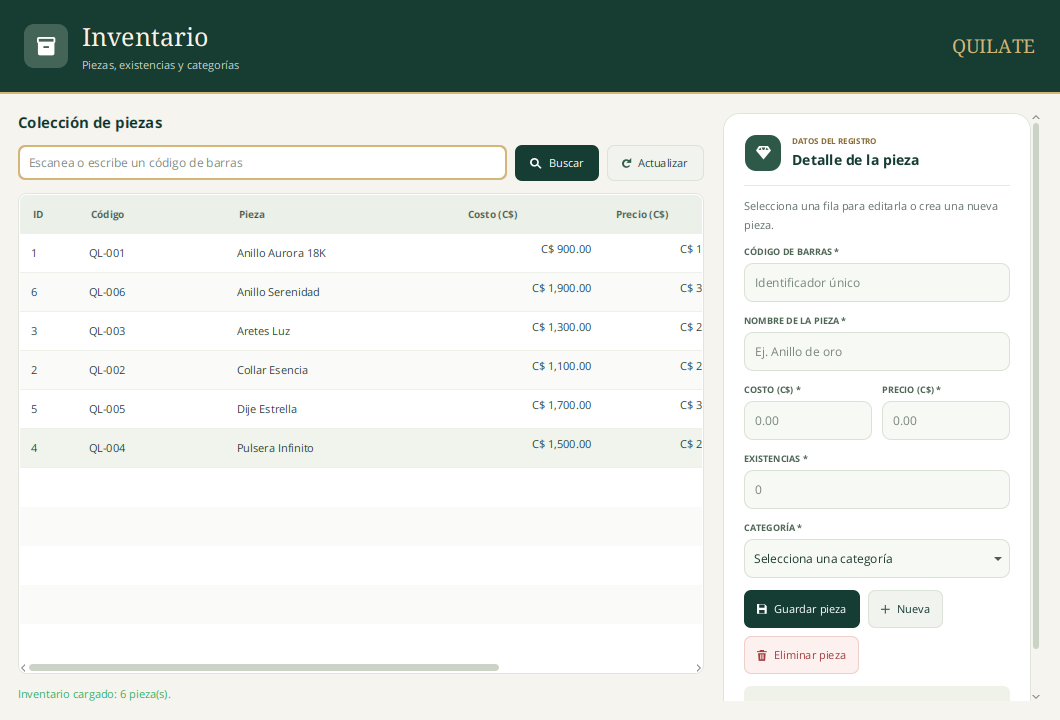 Inventario
Piezas, existencias y categorías
QUILATE
Colección de piezas
Escanea o escribe un código de barras
Buscar
Actualizar
ID Código Pieza Costo (C$) Precio (C$)
1 QL-001 Anillo Aurora 18K C$ 900.00 C$ 1
6 QL-006 Anillo Serenidad C$ 1,900.00 C$ 3
3 QL-003 Aretes Luz C$ 1,300.00 C$ 2
2 QL-002 Collar Esencia C$ 1,100.00 C$ 2
5 QL-005 Dije Estrella C$ 1,700.00 C$ 3
4 QL-004 Pulsera Infinito C$ 1,500.00 C$ 2
Inventario cargado: 6 pieza(s).
DATOS DEL REGISTRO
Detalle de la pieza
Selecciona una fila para editarla o crea una nueva
pieza.
CÓDIGO DE BARRAS *
Identificador único
NOMBRE DE LA PIEZA *
Ej. Anillo de oro
COSTO (C$) * PRECIO (C$) *
0.00 0.00
EXISTENCIAS *
0
CATEGORÍA *
Selecciona una categoría
Guardar pieza
Nueva
Eliminar pieza